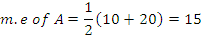 m.e of A = 1/2 (10 + 20) = 15